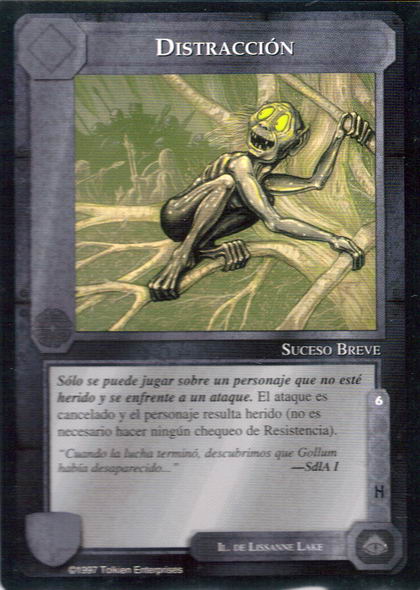 DISTRACCIÓN
SUCESO BREVE
Sólo se puede jugar sobre un personaje que no esté
herido y se enfrente a un ataque. El ataque es
cancelado y el personaje resulta herido (no es
necesario hacer ningún chequeo de Resistencia).
6
“Cuando la lucha terminó, descubrimos que Gollum
había desaparecido...” —SdlA I
IL. DE LISSANNE LAKE
©1997 Tolkien Enterprises